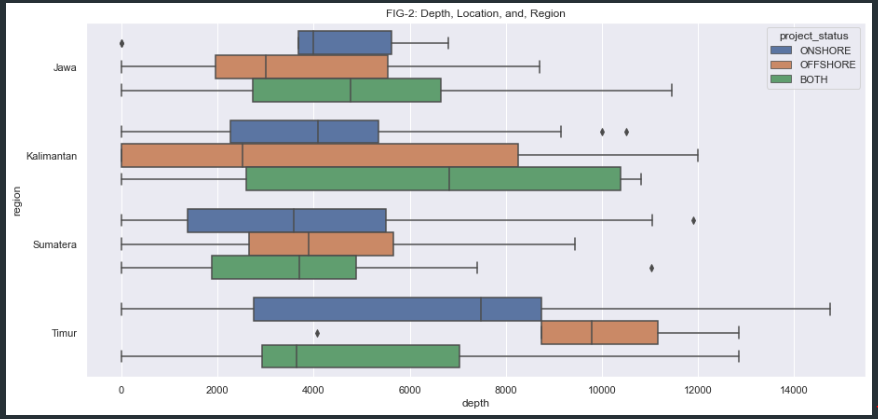 FIG-2: Depth, Location, and, Region
project_status
ONSHORE
OFFSHORE
BOTH
region
Jawa
Kalimantan
Sumatera
Timur
0 2000 4000 6000 8000 10000 12000 14000
depth